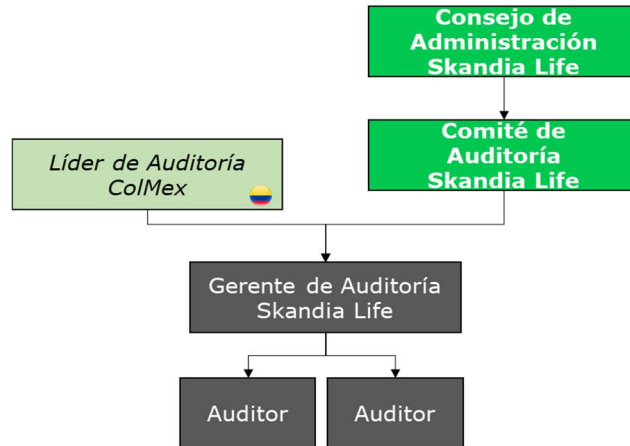 Consejo de
Administración
Skandia Life
Comité de
Auditoría
Skandia Life
Líder de Auditoría
ColMex
Gerente de Auditoría
Skandia Life
Auditor
Auditor